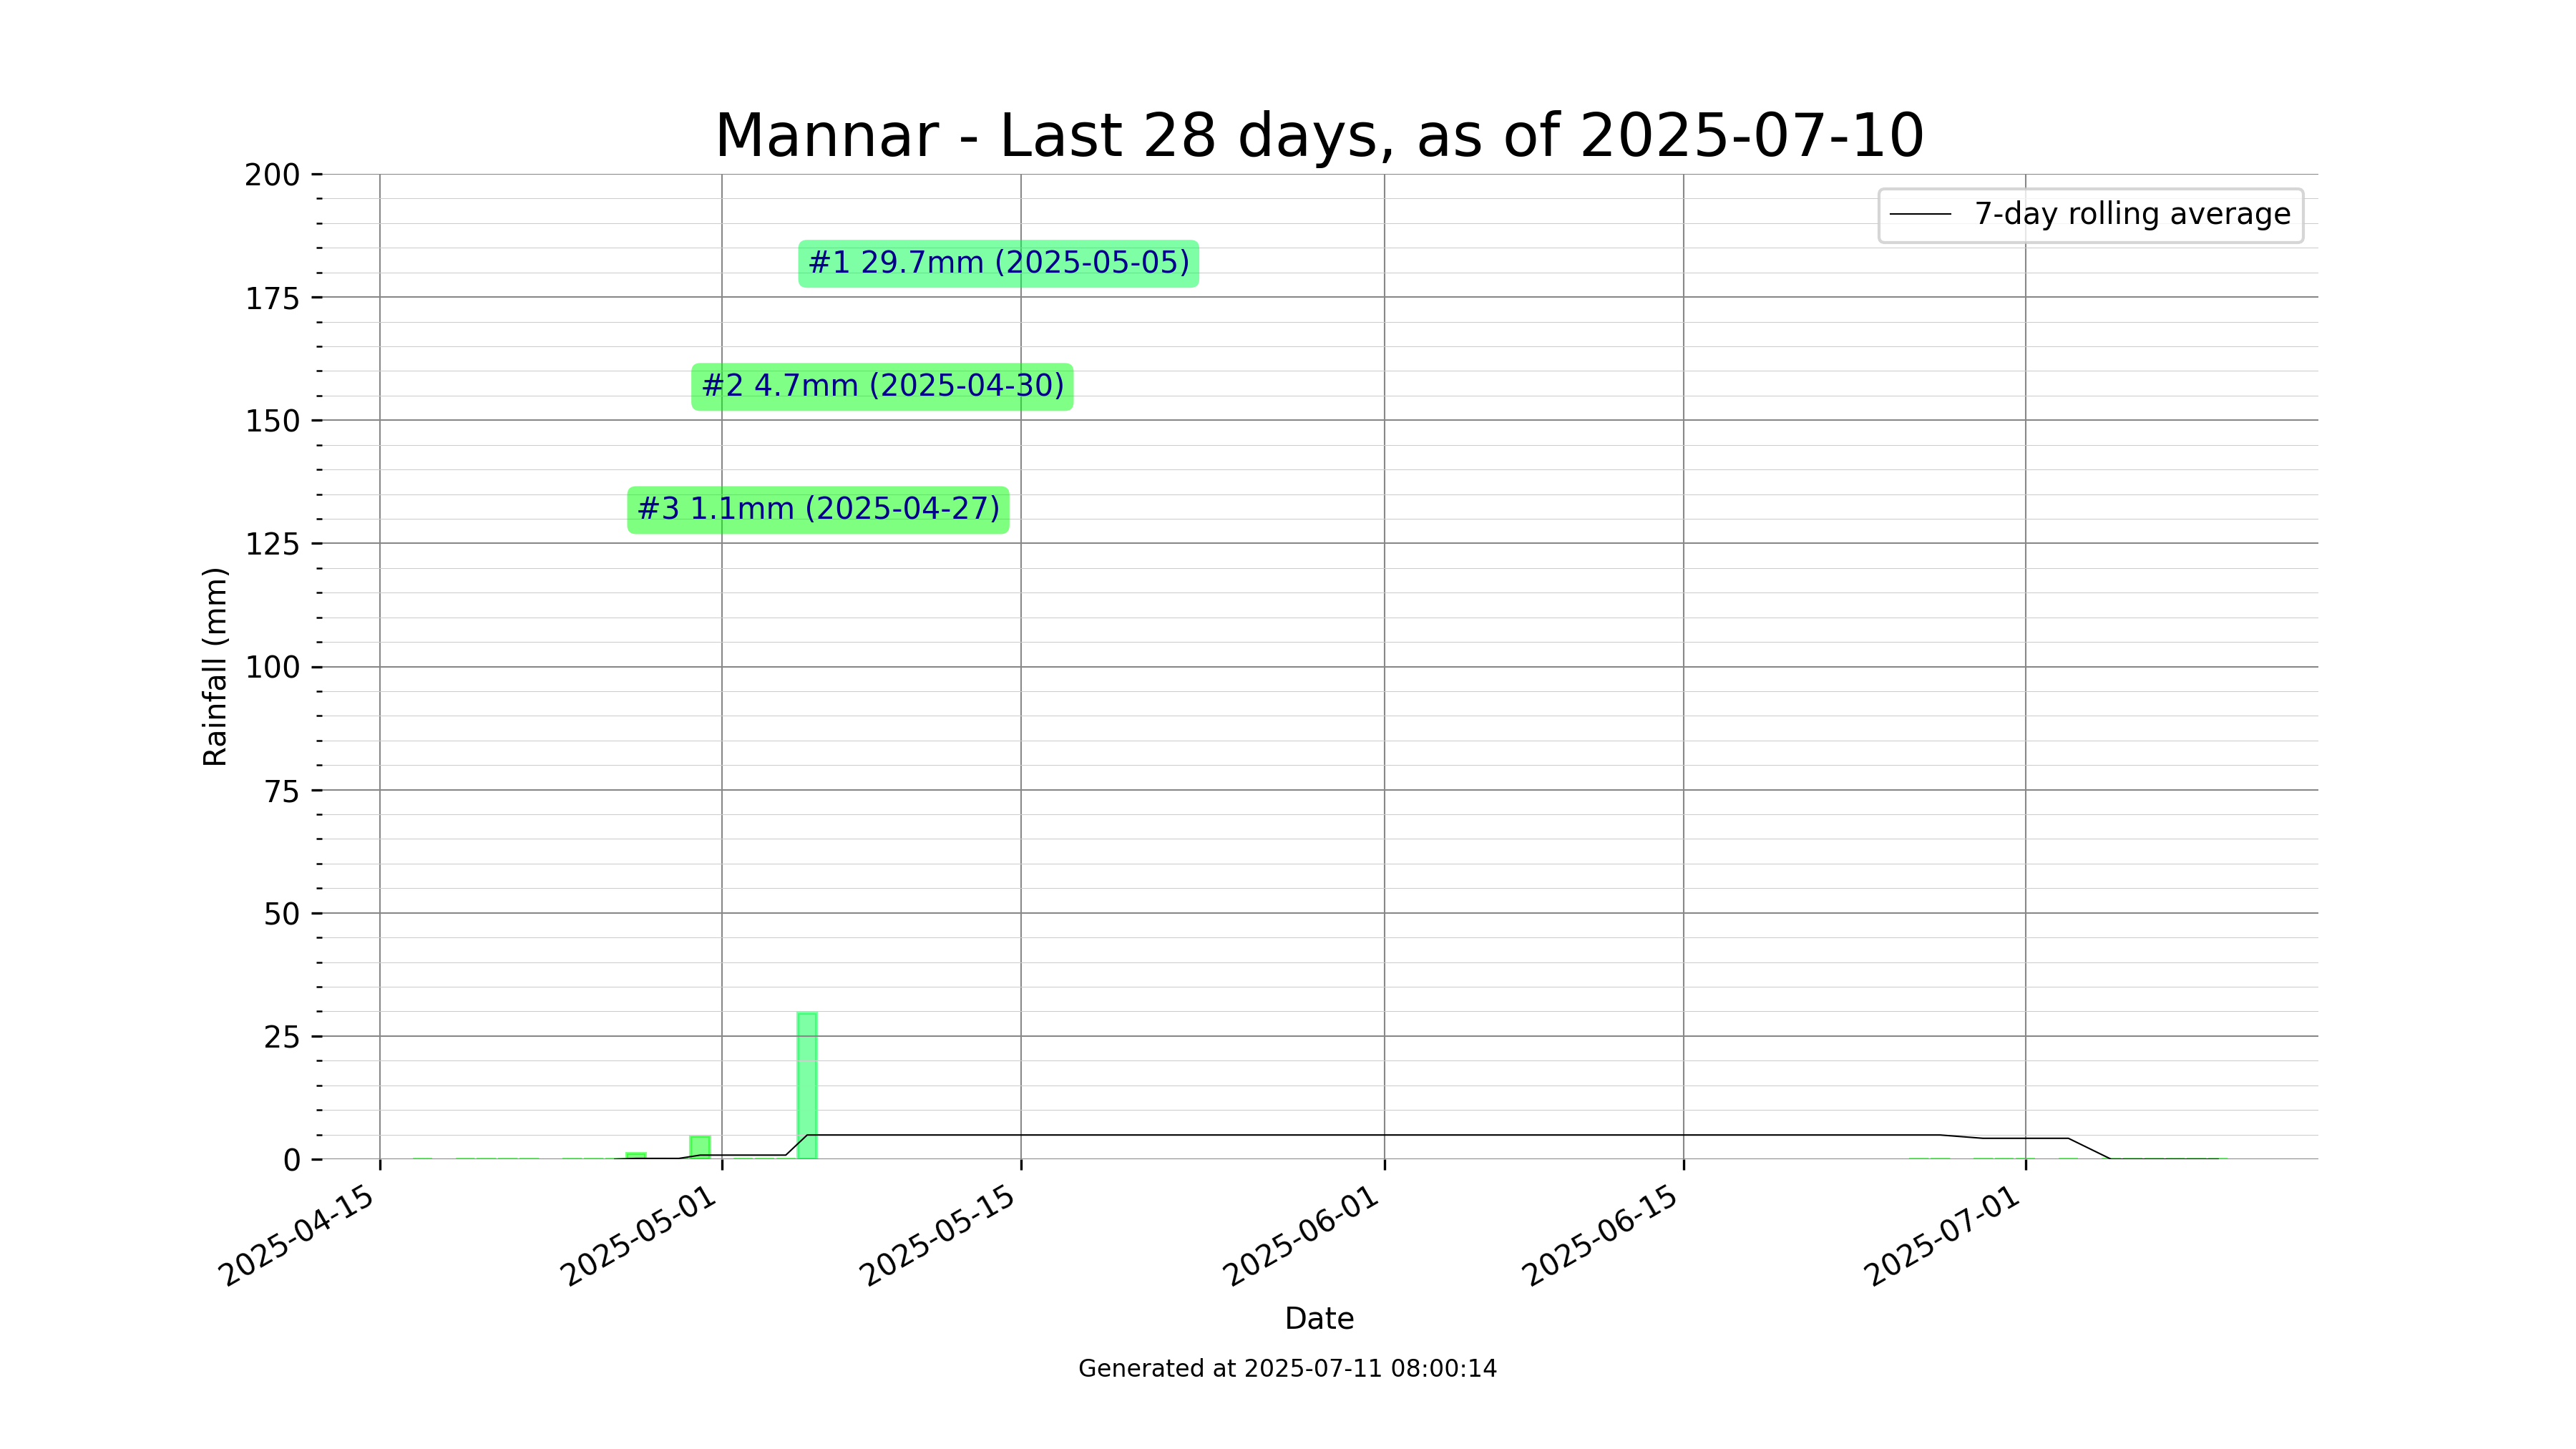 Mannar - Last 28 days, as of 2025-07-10
7-day rolling average
#1 29.7mm (2025-05-05)
#2 4.7mm (2025-04-30)
#3 1.1mm (2025-04-27)
Rainfall (mm)
200
175
150
125
100
75
50
25
0
2025-04-15
2025-05-01
2025-05-15
2025-06-01
2025-06-15
2025-07-01
Date
Generated at 2025-07-11 08:00:14